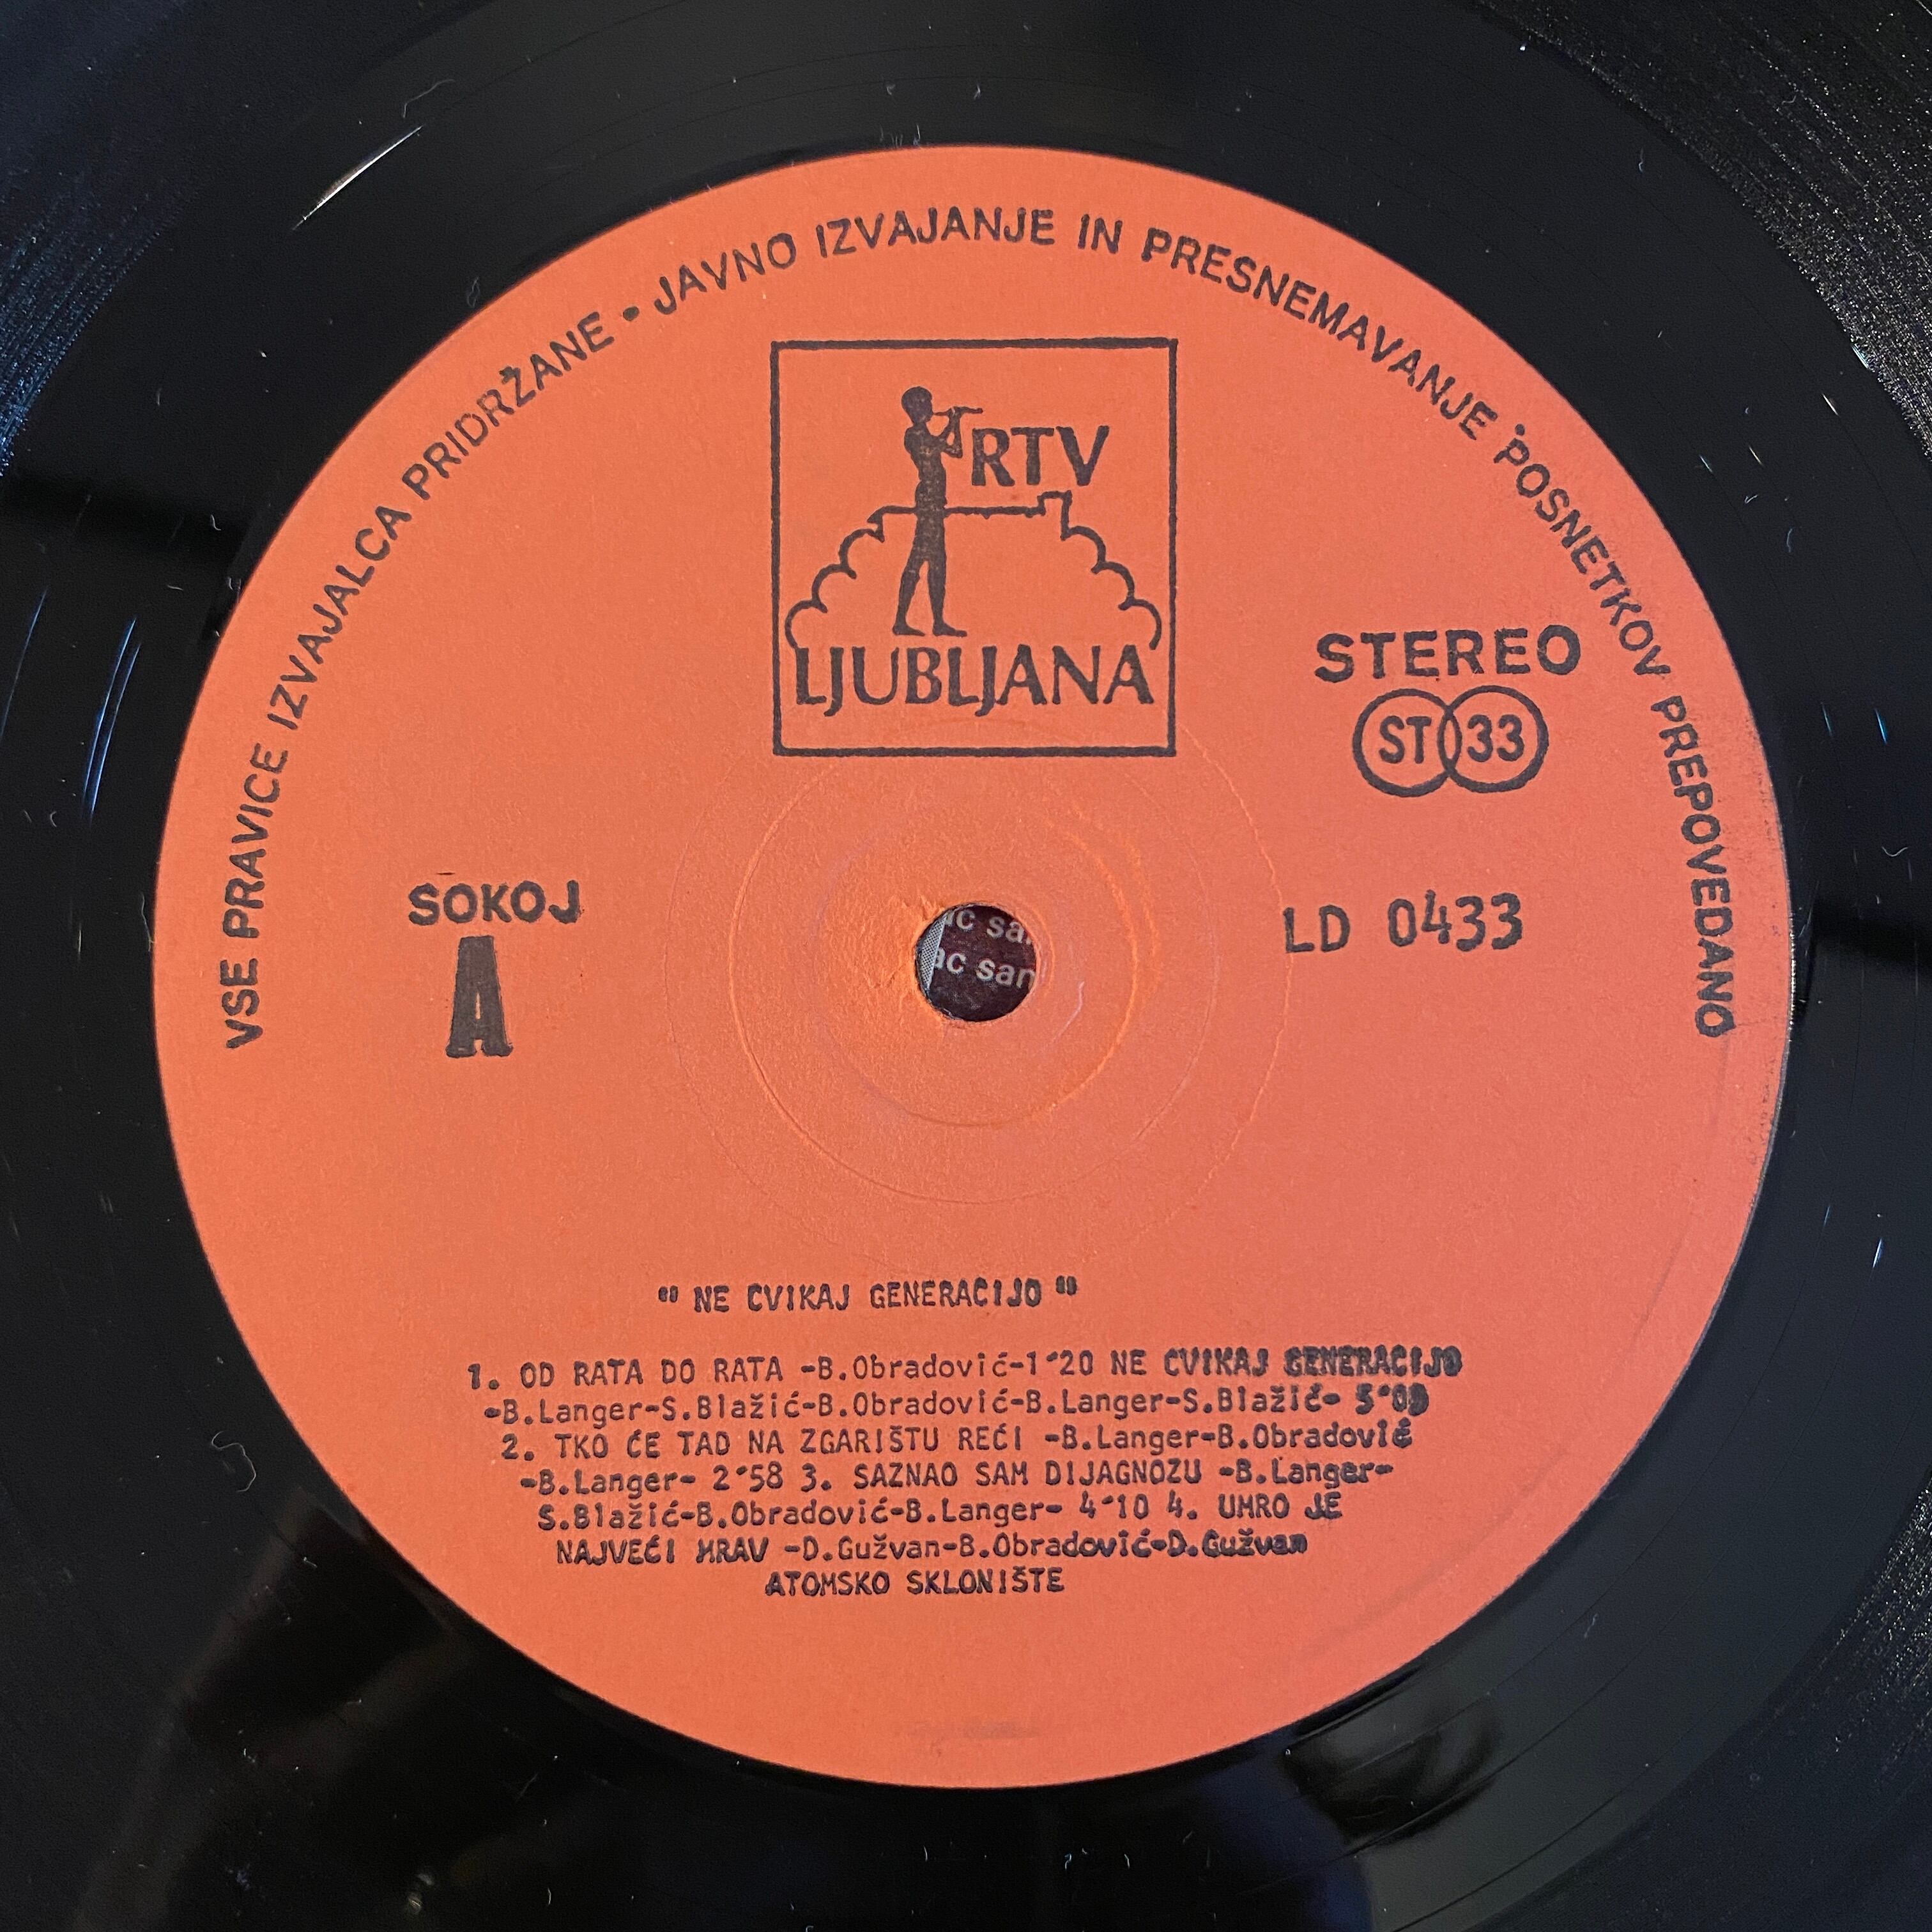 VSE PRAVICE IZVAJALCA PRIDRŽANE • JAVNO IZVAJANJE IN PRESNEMAVANJE POSNETKOV PREPOVEDANO
RTV
LJUBLJANA
STEREO
ST 33
SOKOJ
A
LD 0433
ac san
" NE CVIKAJ GENERACIJO "
1. OD RATA DO RATA -B.Obradović-1'20 NE CVIKAJ GENERACIJO
-B.Langer-S.Blažić-B.Obradović-B.Langer-S.Blažić-
2. TKO ĆE TAD NA ZGARIŠTU REĆI -B.Langer-B.Obradović
-B.Langer- 2'58 3. SAZNAO SAM DIJAGNOZU -B.Langer-
S.Blažić-B.Obradović-B.Langer- 4'10 4. UMRO JE
NAJVEĆI MRAV -D.Gužvan-B.Obradović-D.Gužvan
ATOMSKO SKLONIŠTE